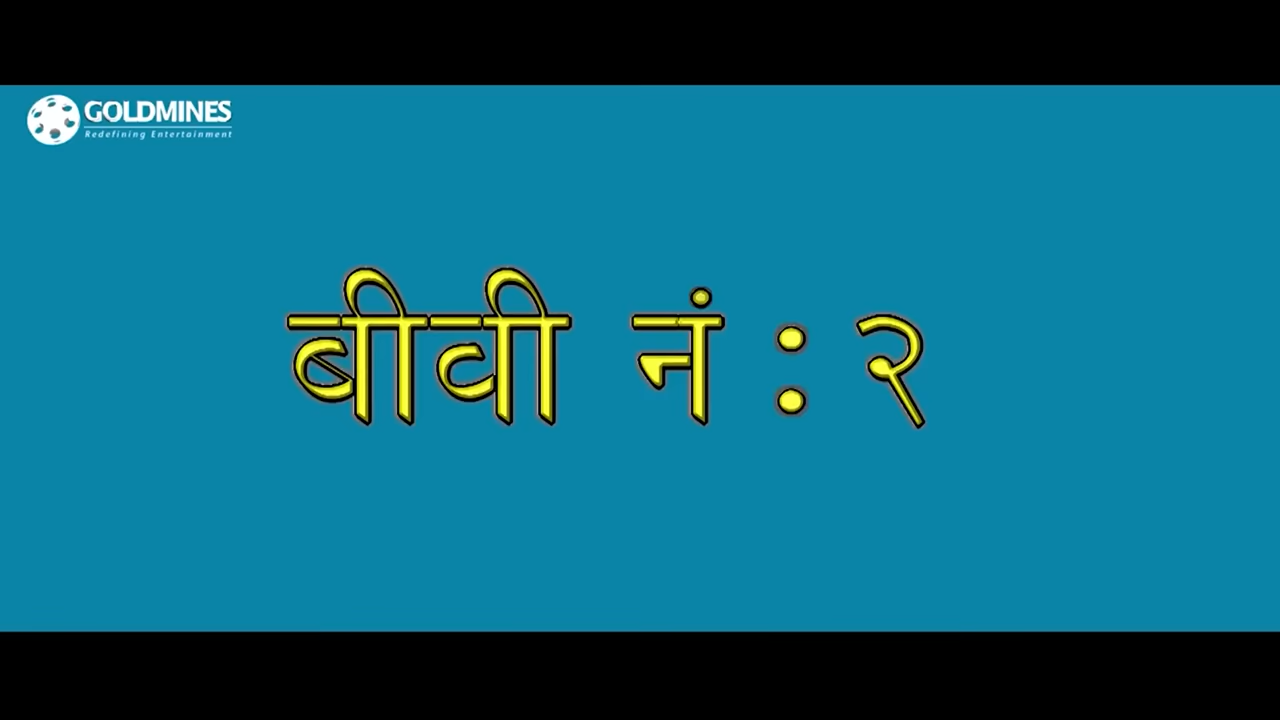 GOLDMINES
Redefining Entertainment
बीवी नं : २